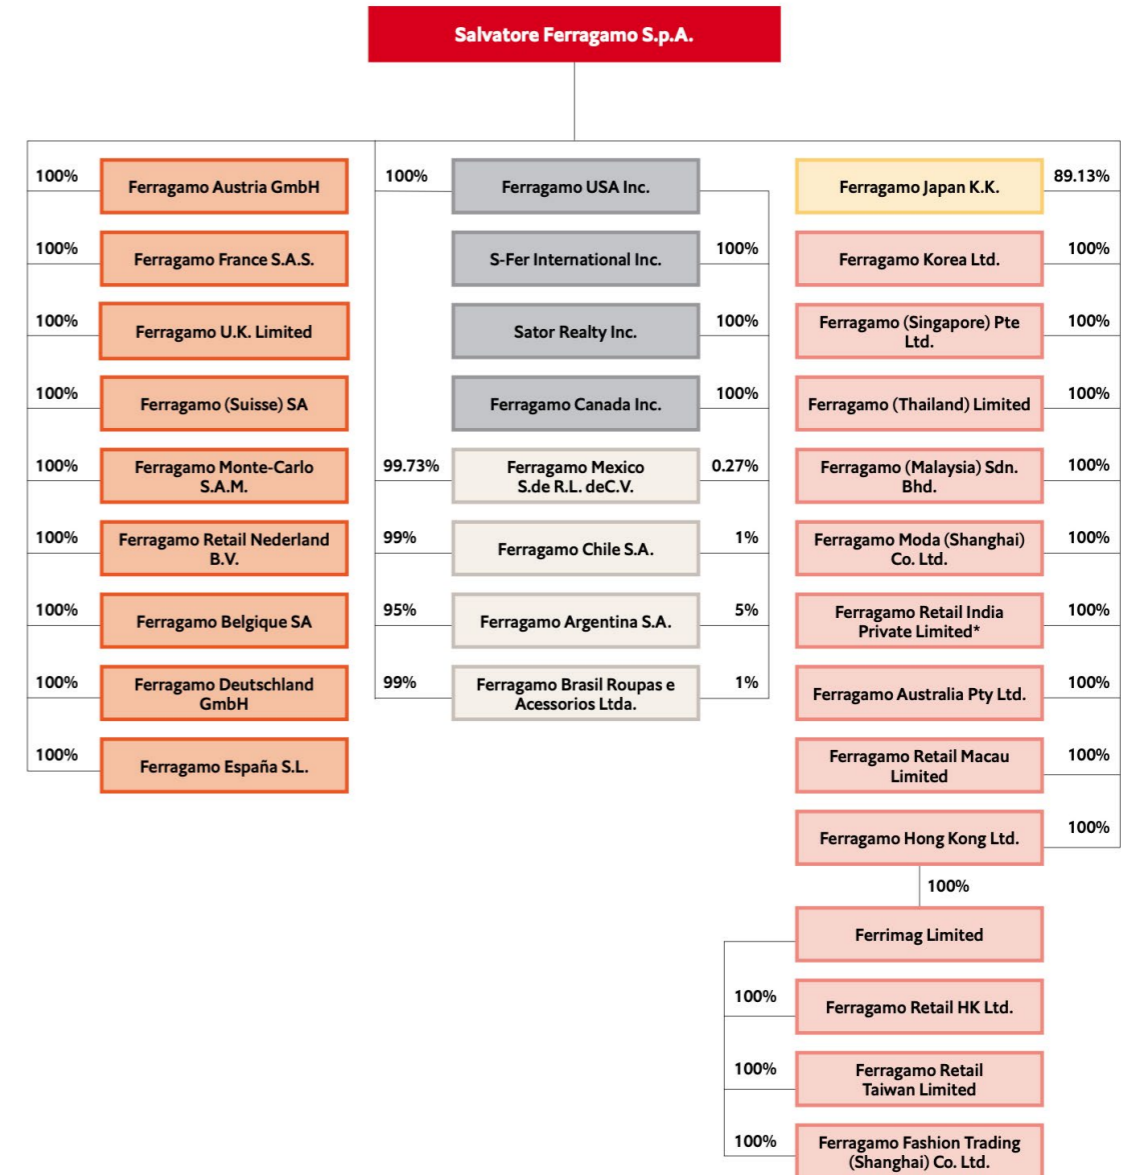 Salvatore Ferragamo S.p.A.
100%
Ferragamo Austria GmbH
100%
Ferragamo France S.A.S.
100%
Ferragamo U.K. Limited
100%
Ferragamo (Suisse) SA
100%
Ferragamo Monte-Carlo
S.A.M.
100%
Ferragamo Retail Nederland
B.V.
100%
Ferragamo Belgique SA
100%
Ferragamo Deutschland
GmbH
100%
Ferragamo España S.L.
100%
Ferragamo USA Inc.
S-Fer International Inc.
100%
Sator Realty Inc.
100%
Ferragamo Canada Inc.
100%
99.73%
Ferragamo Mexico
S.de R.L. deC.V.
0.27%
99%
Ferragamo Chile S.A.
1%
95%
Ferragamo Argentina S.A.
5%
99%
Ferragamo Brasil Roupas e
Acessorios Ltda.
1%
Ferragamo Japan K.K.
89.13%
Ferragamo Korea Ltd.
100%
Ferragamo (Singapore) Pte
Ltd.
100%
Ferragamo (Thailand) Limited
100%
Ferragamo (Malaysia) Sdn.
Bhd.
100%
Ferragamo Moda (Shanghai)
Co. Ltd.
100%
Ferragamo Retail India
Private Limited*
100%
Ferragamo Australia Pty Ltd.
100%
Ferragamo Retail Macau
Limited
100%
Ferragamo Hong Kong Ltd.
100%
100%
Ferrimag Limited
100%
Ferragamo Retail HK Ltd.
100%
Ferragamo Retail
Taiwan Limited
100%
Ferragamo Fashion Trading
(Shanghai) Co. Ltd.